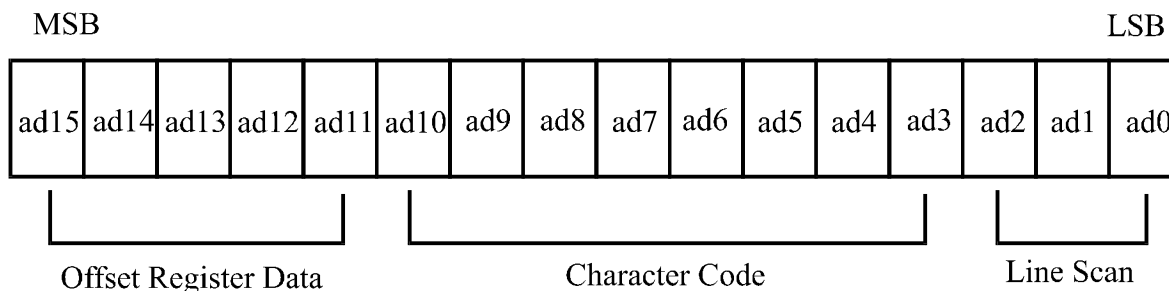 MSB LSB
ad15 ad14 ad13 ad12 ad11 ad10 ad9 ad8 ad7 ad6 ad5 ad4 ad3 ad2 ad1 ad0
Offset Register Data Character Code Line Scan